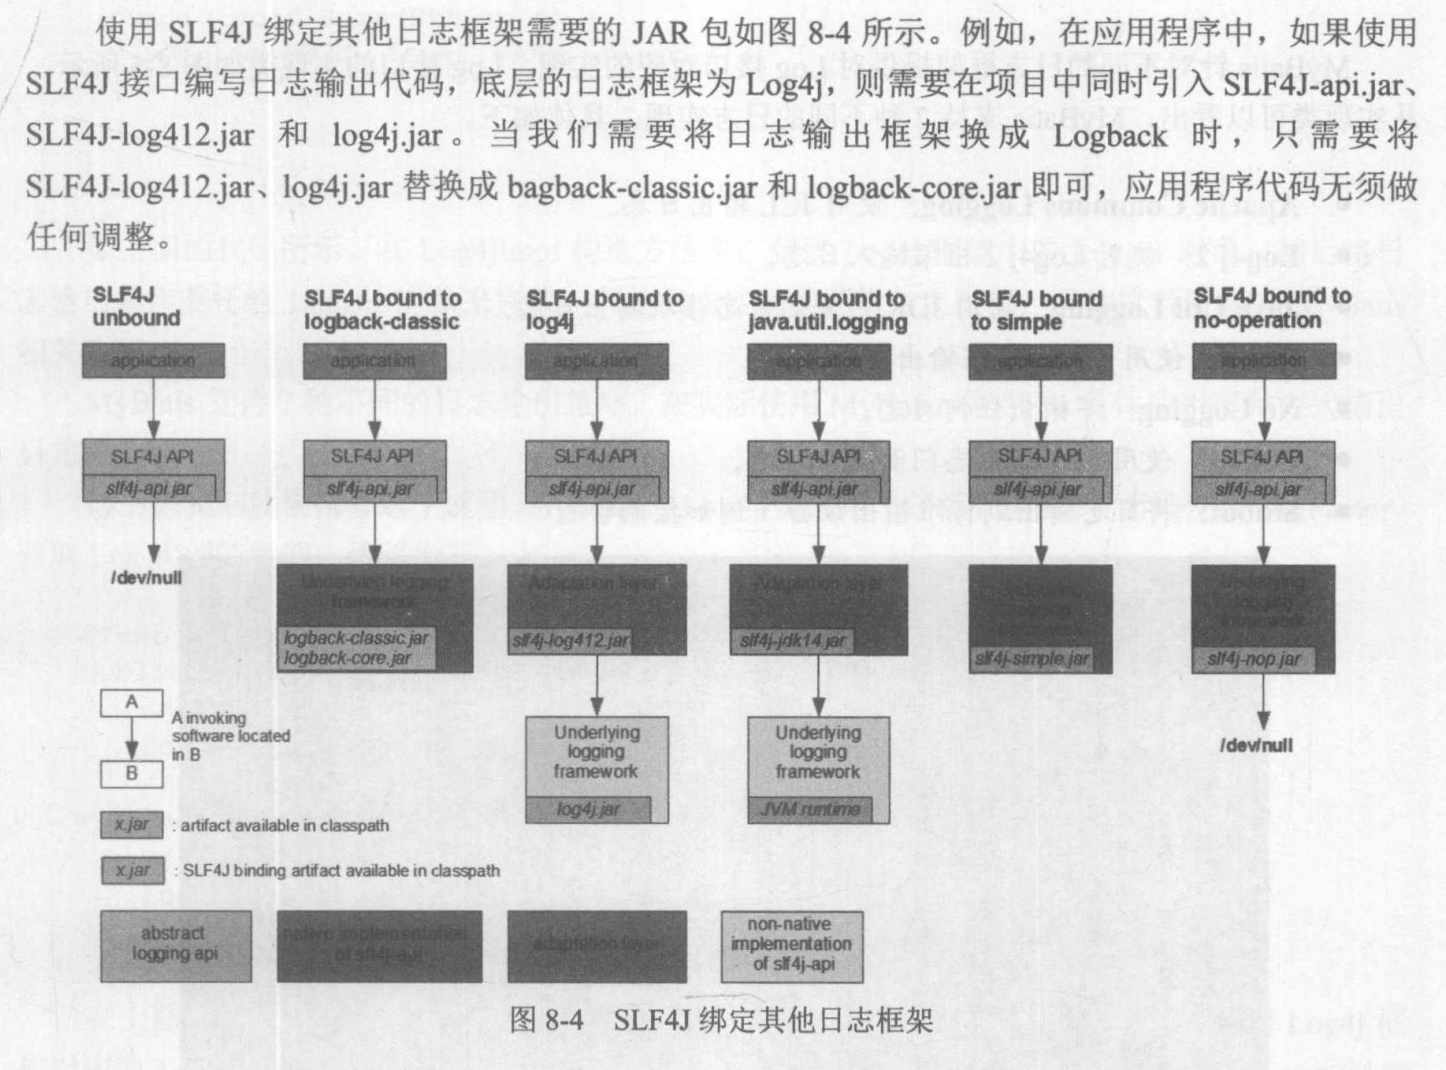 使用 SLF4J 绑定其他日志框架需要的 JAR 包如图 8-4 所示。例如，在应用程序中，如果使用
SLF4J 接口编写日志输出代码，底层的日志框架为 Log4j，则需要在项目中同时引入 SLF4J-api.jar、
SLF4J-log412.jar 和 log4j.jar。当我们需要将日志输出框架换成 Logback 时，只需要将
SLF4J-log412.jar、log4j.jar 替换成 bagback-classic.jar 和 logback-core.jar 即可，应用程序代码无须做
任何调整。
SLF4J
unbound
application
SLF4J API
slf4j-api.jar
/dev/null
SLF4J bound to
logback-classic
application
SLF4J API
slf4j-api.jar
Underlying logging
framework
logback-classic.jar
logback-core.jar
SLF4J bound to
log4j
application
SLF4J API
slf4j-api.jar
Adaptation layer
slf4j-log412.jar
Underlying
logging
framework
log4j.jar
SLF4J bound to
java.util.logging
application
SLF4J API
slf4j-api.jar
Adaptation layer
slf4j-jdk14.jar
Underlying
logging
framework
JVM runtime
SLF4J bound
to simple
application
SLF4J API
slf4j-api.jar
slf4j-simple.jar
SLF4J bound to
no-operation
application
SLF4J API
slf4j-api.jar
Underlying
logging
framework
slf4j-nop.jar
/dev/null
A
B
A invoking
software located
in B
x.jar : artifact available in classpath
x.jar : SLF4J binding artifact available in classpath
abstract
logging api
native implementation
of slf4j-api
adaptation layer
non-native
implementation
of slf4j-api
图 8-4 SLF4J 绑定其他日志框架